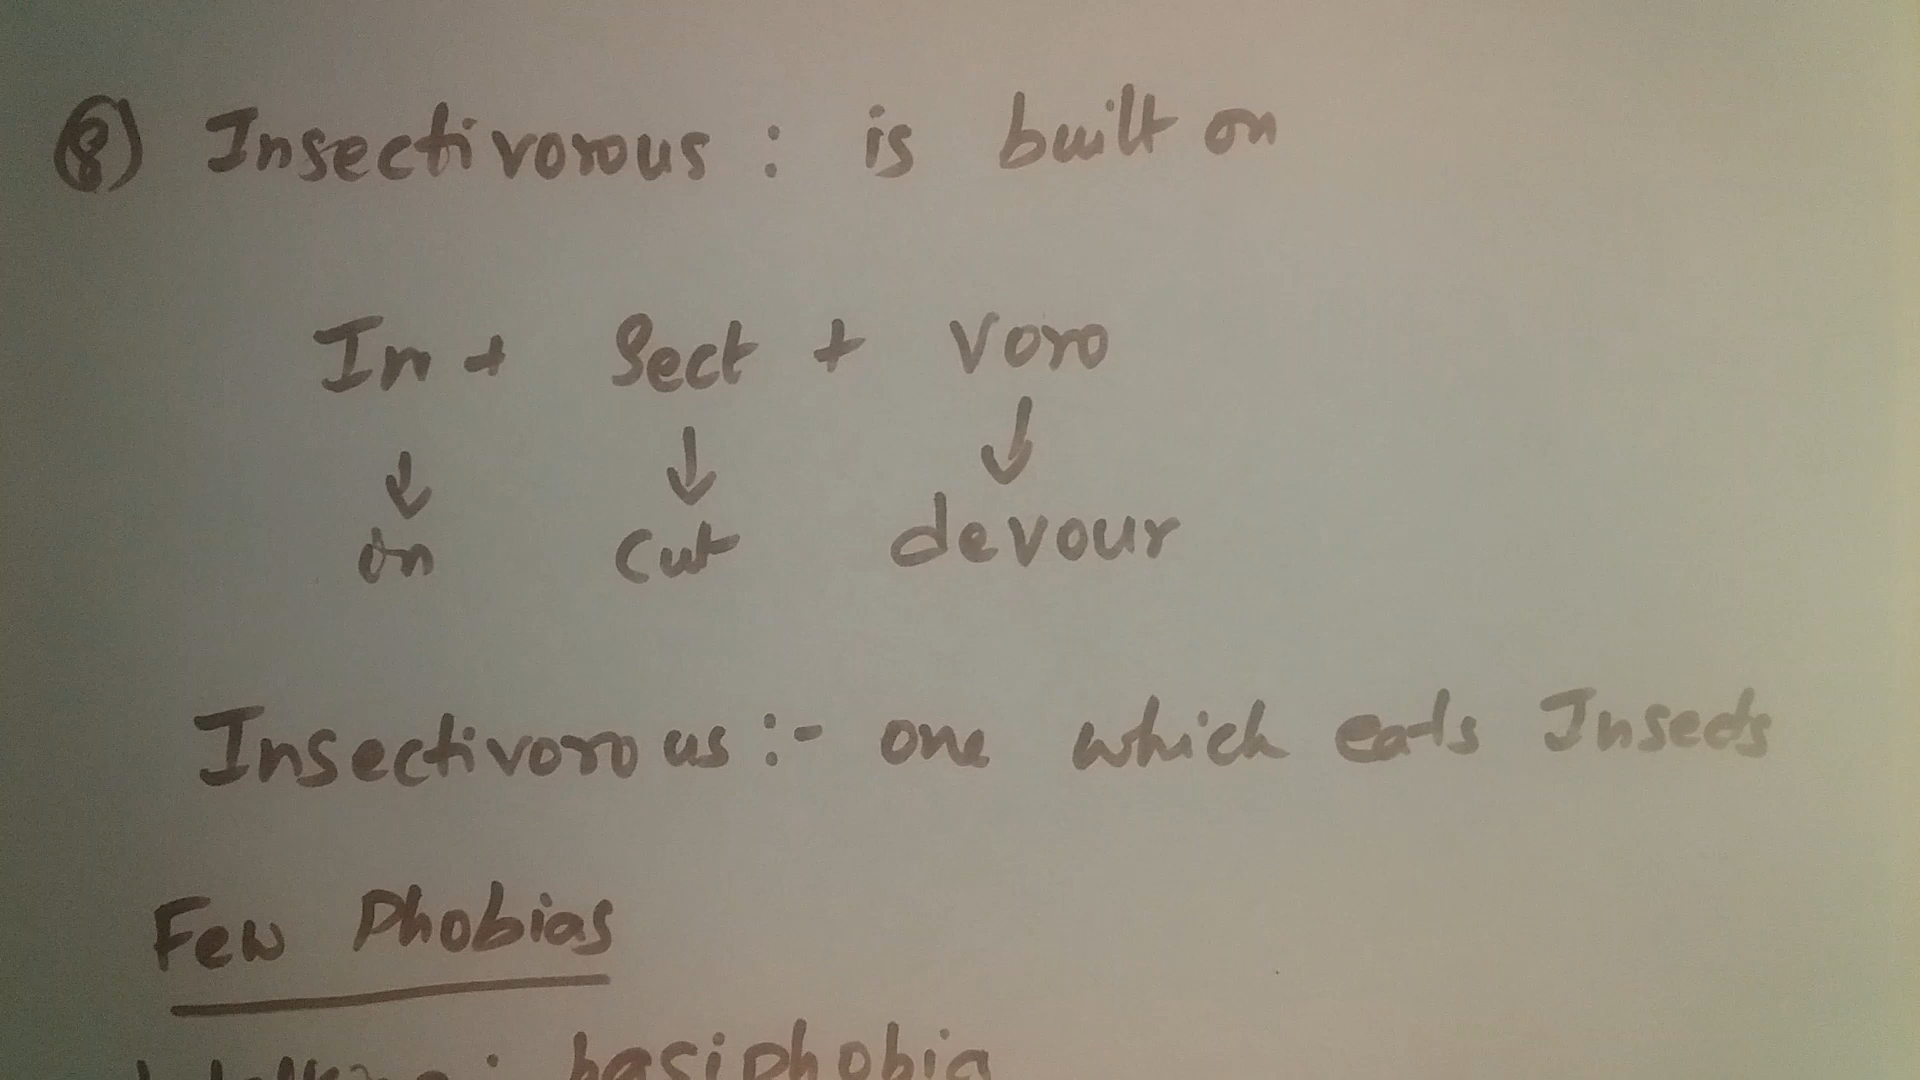 ⑧) Insectivorous : is built on
In + Sect + Voro
↓ ↓ ↓
on cut devour
Insectivorous :- one which eats Insects
Few Phobias
: basiphobia